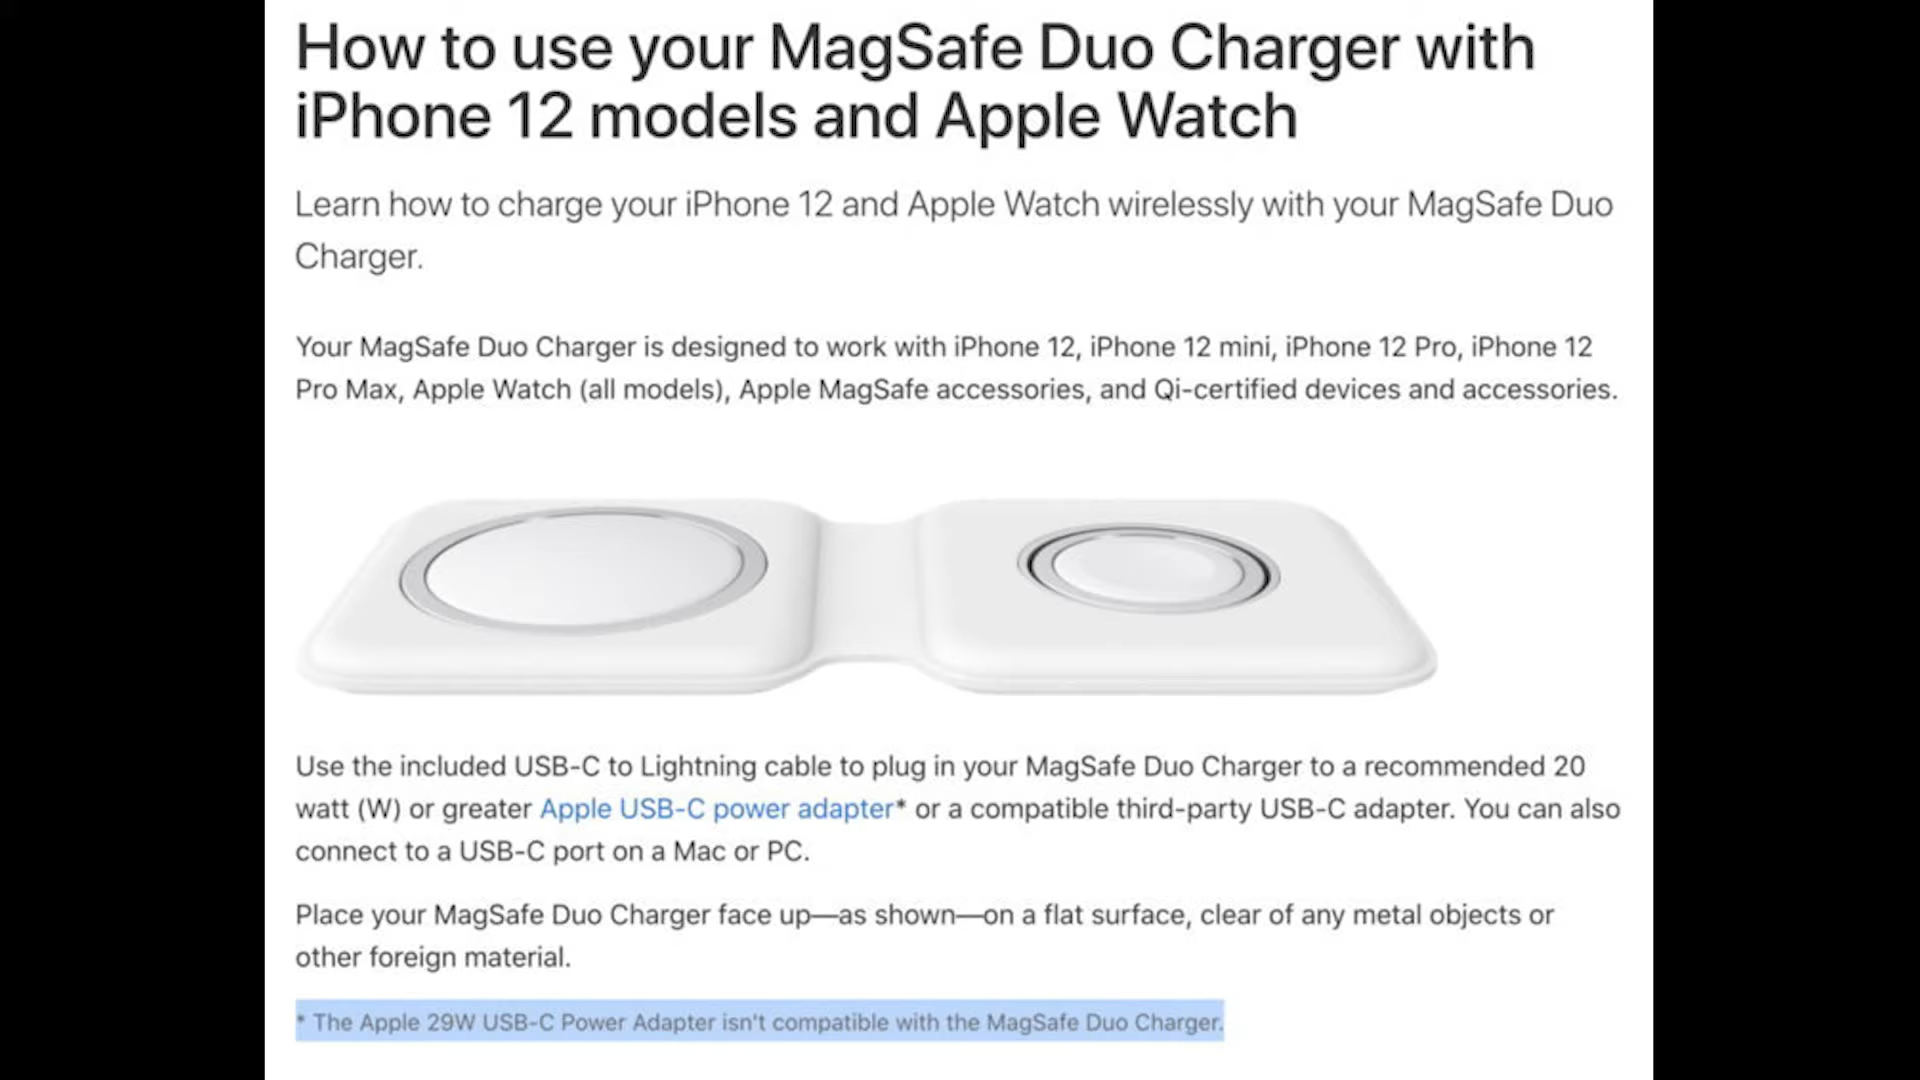 How to use your MagSafe Duo Charger with
iPhone 12 models and Apple Watch
Learn how to charge your iPhone 12 and Apple Watch wirelessly with your MagSafe Duo
Charger.
Your MagSafe Duo Charger is designed to work with iPhone 12, iPhone 12 mini, iPhone 12 Pro, iPhone 12
Pro Max, Apple Watch (all models), Apple MagSafe accessories, and Qi-certified devices and accessories.
Use the included USB-C to Lightning cable to plug in your MagSafe Duo Charger to a recommended 20
watt (W) or greater Apple USB-C power adapter* or a compatible third-party USB-C adapter. You can also
connect to a USB-C port on a Mac or PC.
Place your MagSafe Duo Charger face up—as shown—on a flat surface, clear of any metal objects or
other foreign material.
* The Apple 29W USB-C Power Adapter isn't compatible with the MagSafe Duo Charger.